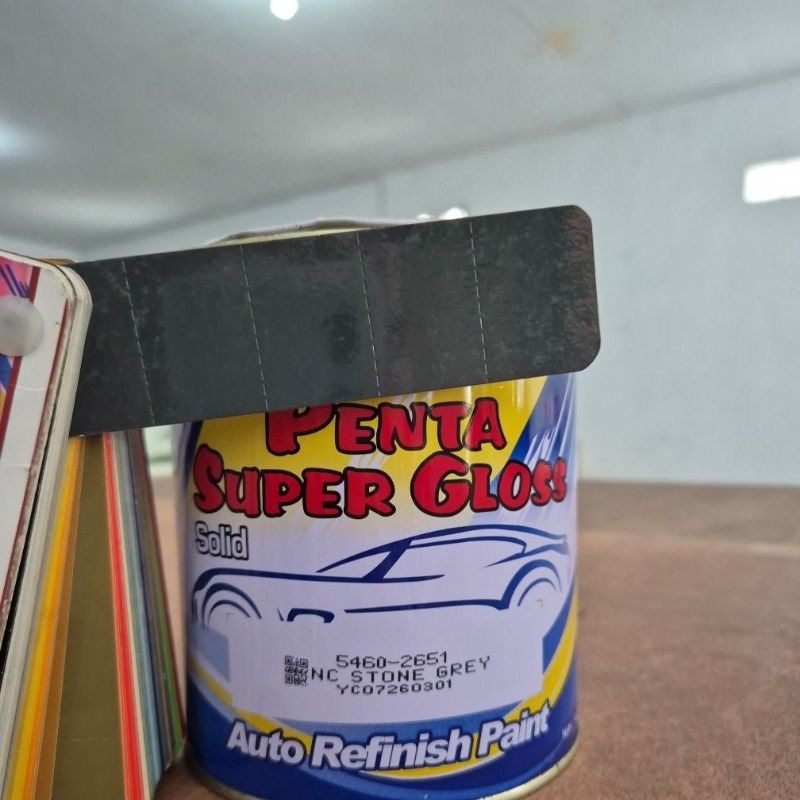 PENTA
SUPER GLOSS
Solid
5460~2651
NC STONE GREY
YC07260301
Auto Refinish Paint